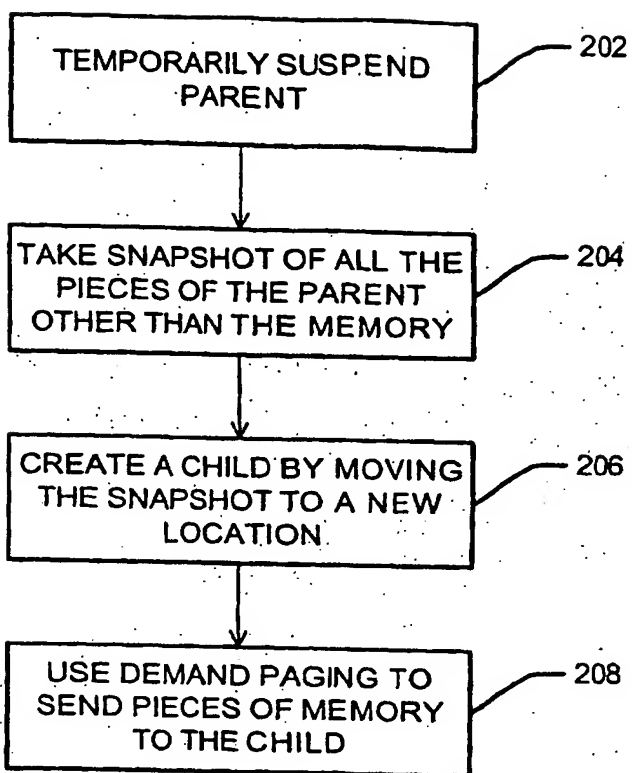 TEMPORARILY SUSPEND
PARENT
202
TAKE SNAPSHOT OF ALL THE
PIECES OF THE PARENT
OTHER THAN THE MEMORY
204
CREATE A CHILD BY MOVING
THE SNAPSHOT TO A NEW
LOCATION
206
USE DEMAND PAGING TO
SEND PIECES OF MEMORY
TO THE CHILD
208